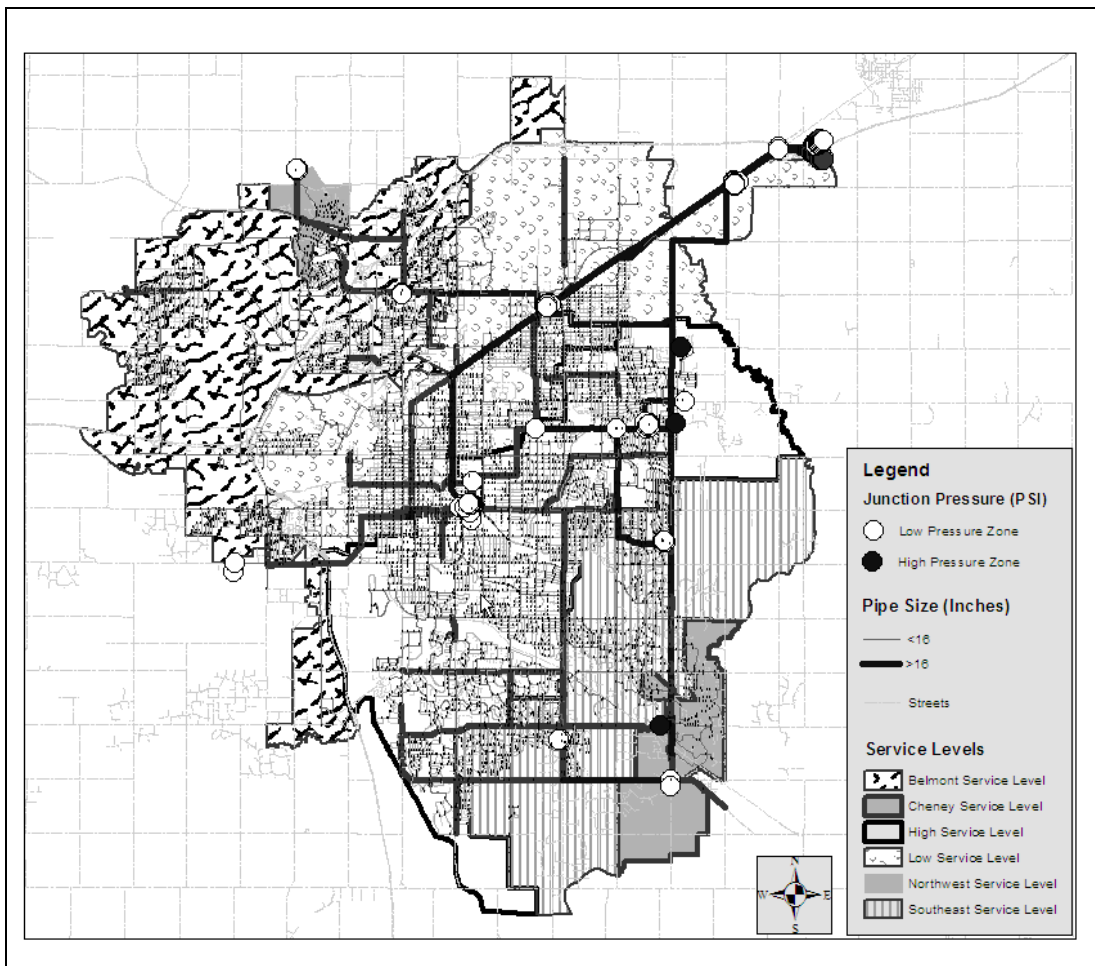 Legend
Junction Pressure (PSI)
Low Pressure Zone
High Pressure Zone
Pipe Size (Inches)
<16
>16
Streets
Service Levels
Belmont Service Level
Cheney Service Level
High Service Level
Low Service Level
Northwest Service Level
Southeast Service Level
N
W E
S